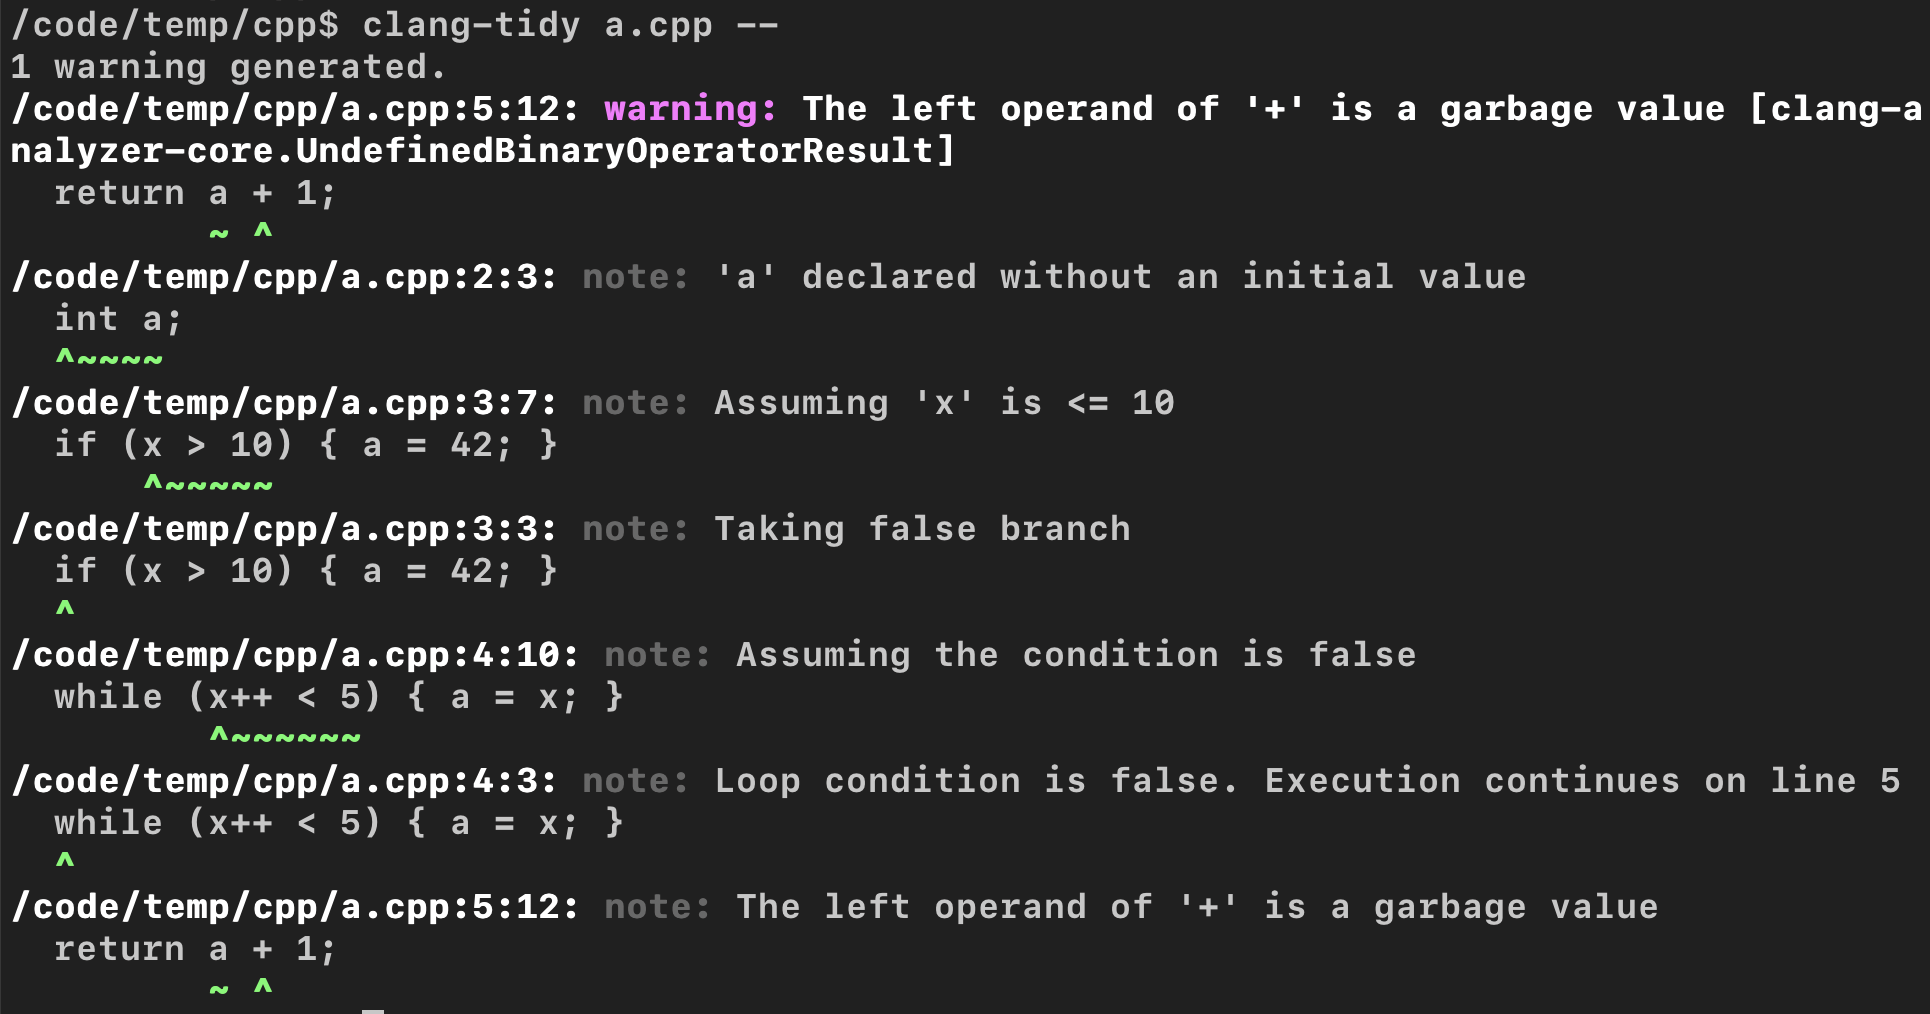 /code/temp/cpp$ clang-tidy a.cpp --
1 warning generated.
/code/temp/cpp/a.cpp:5:12: warning: The left operand of '+' is a garbage value [clang-a
nalyzer-core.UndefinedBinaryOperatorResult]
  return a + 1;
         ~ ^
/code/temp/cpp/a.cpp:2:3: note: 'a' declared without an initial value
  int a;
  ^~~~~
/code/temp/cpp/a.cpp:3:7: note: Assuming 'x' is <= 10
  if (x > 10) { a = 42; }
      ^~~~~~
/code/temp/cpp/a.cpp:3:3: note: Taking false branch
  if (x > 10) { a = 42; }
  ^
/code/temp/cpp/a.cpp:4:10: note: Assuming the condition is false
  while (x++ < 5) { a = x; }
         ^~~~~~~
/code/temp/cpp/a.cpp:4:3: note: Loop condition is false. Execution continues on line 5
  while (x++ < 5) { a = x; }
  ^
/code/temp/cpp/a.cpp:5:12: note: The left operand of '+' is a garbage value
  return a + 1;
         ~ ^